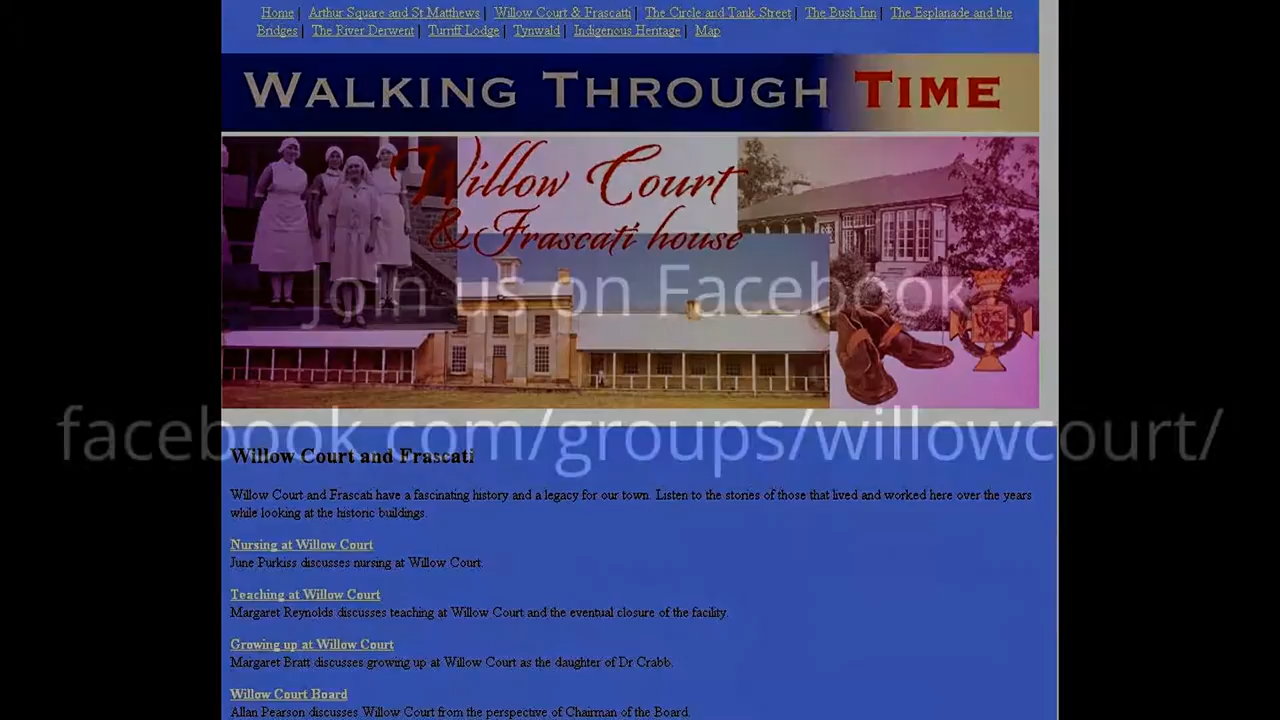 Home | Arthur Square and St Matthews | Willow Court & Frascatti | The Circle and Tank Street | The Bush Inn | The Esplanade and the
Bridges | The River Derwent | Turriff Lodge | Tynwald | Indigenous Heritage | Map
WALKING THROUGH TIME
Willow Court
& Frascati house
Join us on Facebook
facebook.com/groups/willowcourt/
Willow Court and Frascati
Willow Court and Frascati have a fascinating history and a legacy for our town. Listen to the stories of those that lived and worked here over the years
while looking at the historic buildings.
Nursing at Willow Court
June Purkiss discusses nursing at Willow Court
Teaching at Willow Court
Margaret Reynolds discusses teaching at Willow Court and the eventual closure of the facility.
Growing up at Willow Court
Margaret Bratt discusses growing up at Willow Court as the daughter of Dr Crabb.
Willow Court Board
Allan Pearson discusses Willow Court from the perspective of Chairman of the Board.